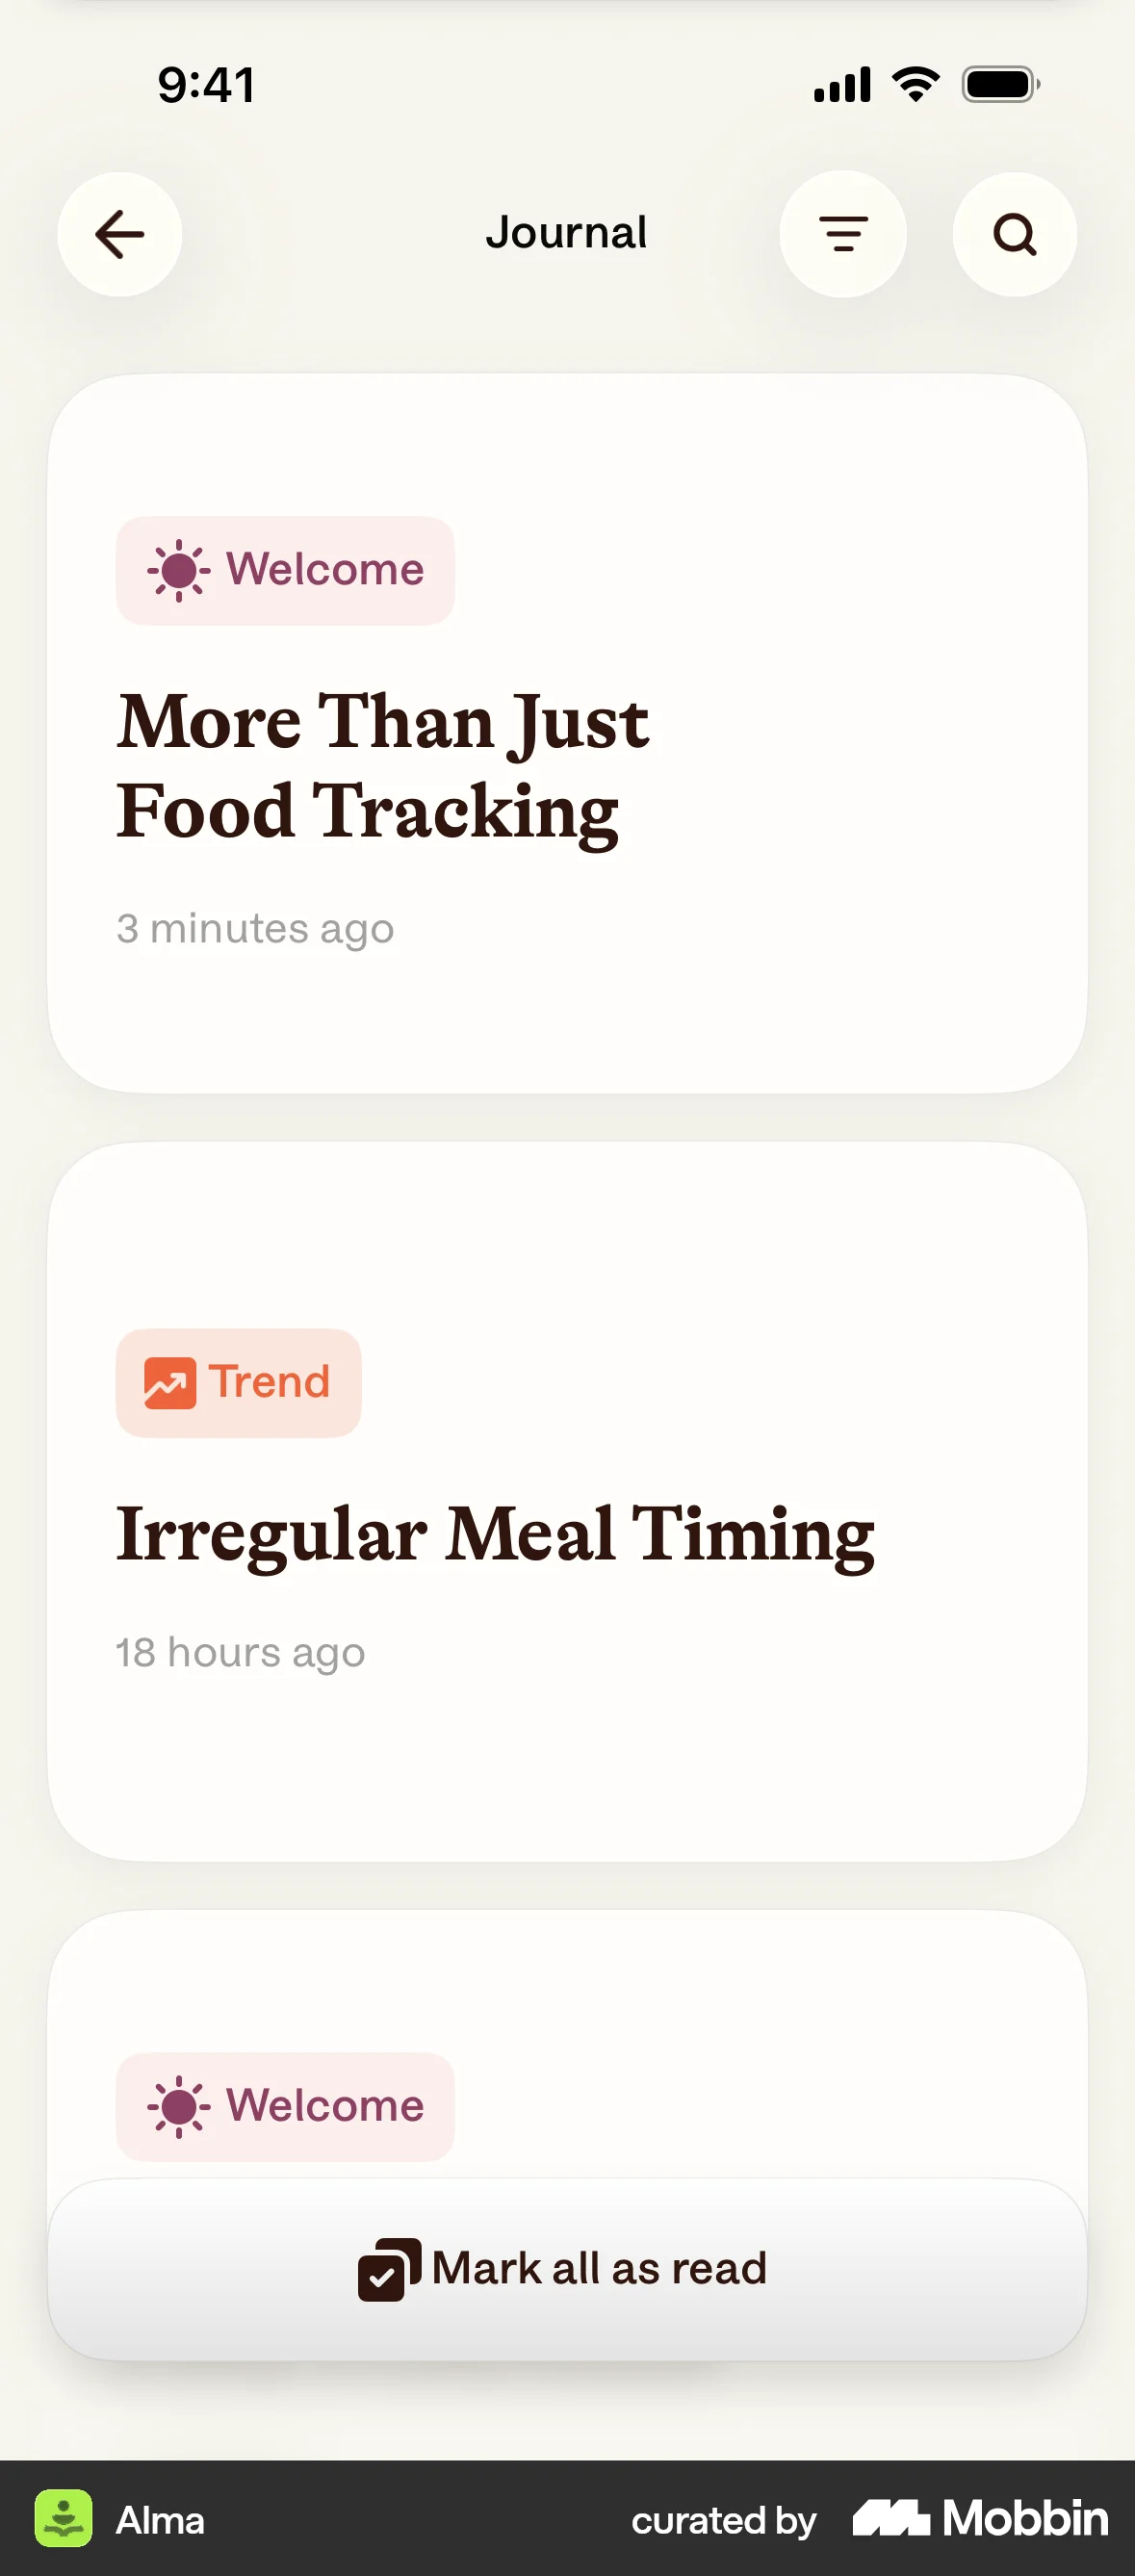 9:41
Journal
Welcome
More Than Just
Food Tracking
3 minutes ago
Trend
Irregular Meal Timing
18 hours ago
Welcome
Mark all as read
Alma
curated by Mobbin